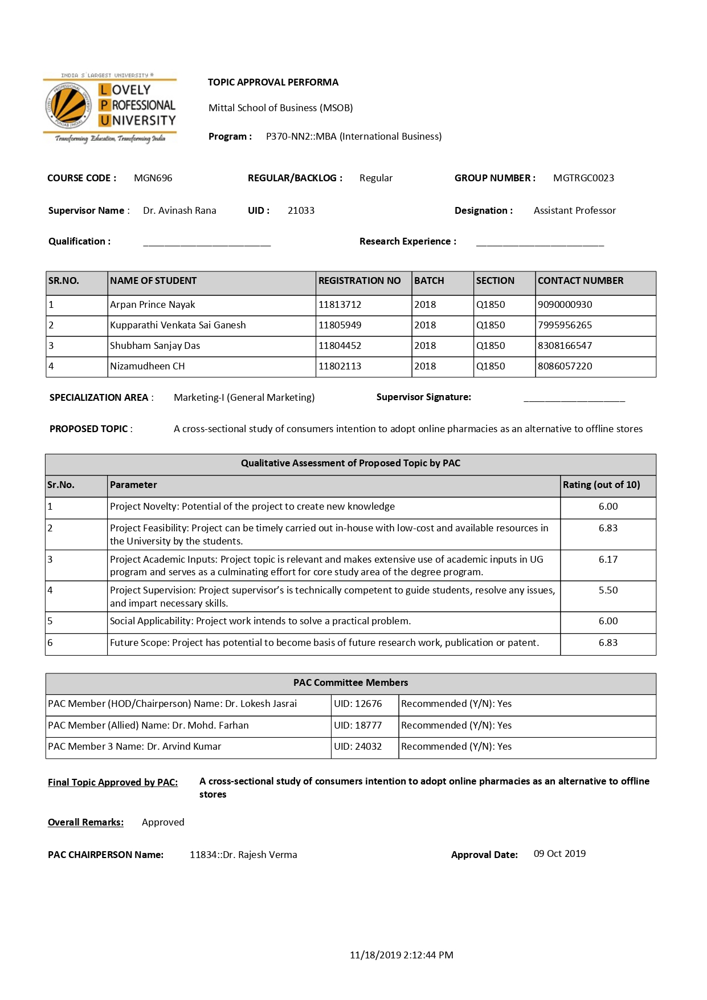 INDIA S'LARGEST UNIVERSITY *
LOVELY
PROFESSIONAL
UNIVERSITY
Transforming Education, Transforming India
TOPIC APPROVAL PERFORMA
Mittal School of Business (MSOB)
Program : P370-NN2::MBA (International Business)
COURSE CODE : MGN696 REGULAR/BACKLOG : Regular GROUP NUMBER : MGTRGC0023
Supervisor Name : Dr. Avinash Rana UID : 21033 Designation : Assistant Professor
Qualification : ________________________ Research Experience : ________________________
SR.NO. NAME OF STUDENT REGISTRATION NO BATCH SECTION CONTACT NUMBER
1 Arpan Prince Nayak 11813712 2018 Q1850 9090000930
2 Kupparathi Venkata Sai Ganesh 11805949 2018 Q1850 7995956265
3 Shubham Sanjay Das 11804452 2018 Q1850 8308166547
4 Nizamudheen CH 11802113 2018 Q1850 8086057220
SPECIALIZATION AREA : Marketing-I (General Marketing) Supervisor Signature: ___________________
PROPOSED TOPIC : A cross-sectional study of consumers intention to adopt online pharmacies as an alternative to offline stores
Qualitative Assessment of Proposed Topic by PAC
Sr.No. Parameter Rating (out of 10)
1 Project Novelty: Potential of the project to create new knowledge 6.00
2 Project Feasibility: Project can be timely carried out in-house with low-cost and available resources in 6.83
the University by the students.
3 Project Academic Inputs: Project topic is relevant and makes extensive use of academic inputs in UG 6.17
program and serves as a culminating effort for core study area of the degree program.
4 Project Supervision: Project supervisor’s is technically competent to guide students, resolve any issues, 5.50
and impart necessary skills.
5 Social Applicability: Project work intends to solve a practical problem. 6.00
6 Future Scope: Project has potential to become basis of future research work, publication or patent. 6.83
PAC Committee Members
PAC Member (HOD/Chairperson) Name: Dr. Lokesh Jasrai UID: 12676 Recommended (Y/N): Yes
PAC Member (Allied) Name: Dr. Mohd. Farhan UID: 18777 Recommended (Y/N): Yes
PAC Member 3 Name: Dr. Arvind Kumar UID: 24032 Recommended (Y/N): Yes
Final Topic Approved by PAC: A cross-sectional study of consumers intention to adopt online pharmacies as an alternative to offline
stores
Overall Remarks: Approved
PAC CHAIRPERSON Name: 11834::Dr. Rajesh Verma Approval Date: 09 Oct 2019
11/18/2019 2:12:44 PM